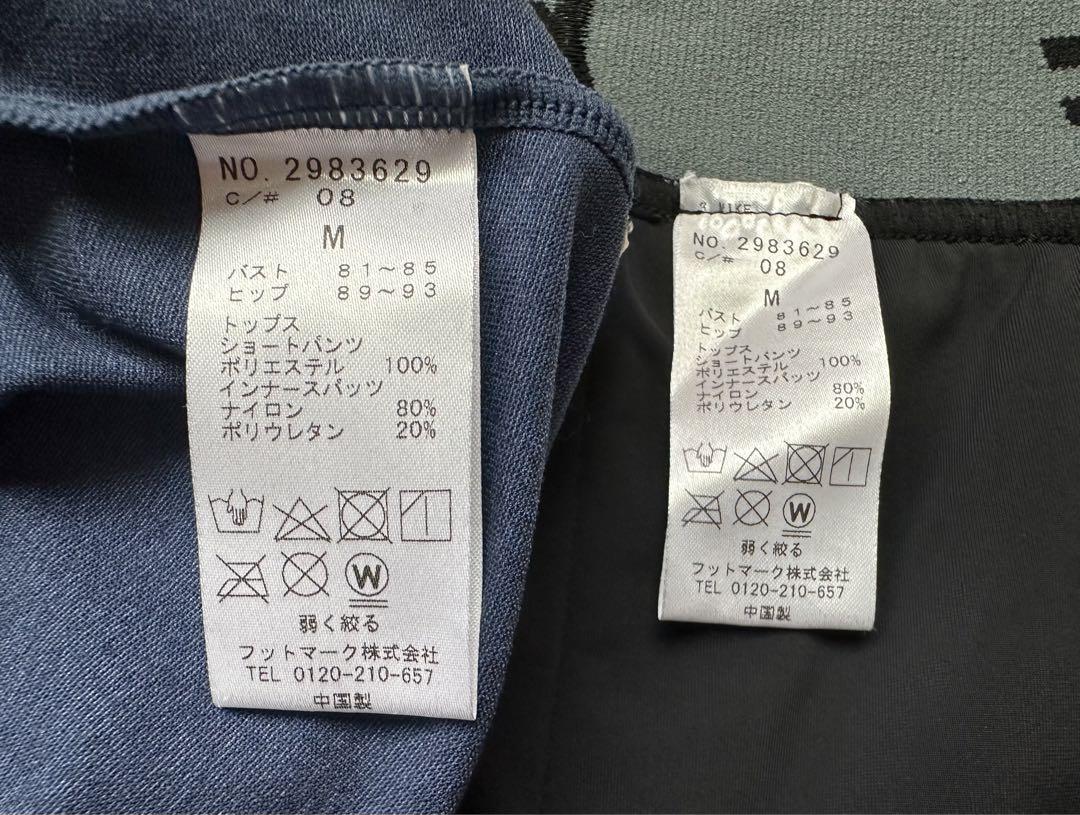 NO. 2983629
C/# 08
M
バスト 81～85
ヒップ 89～93
トップス
ショートパンツ
ポリエステル 100%
インナースパッツ
ナイロン 80%
ポリウレタン 20%
W
弱く絞る
フットマーク株式会社
TEL 0120-210-657
中国製
NO. 2983629
C/# 08
M
バスト 81～85
ヒップ 89～93
トップス
ショートパンツ
ポリエステル 100%
インナースパッツ
ナイロン 80%
ポリウレタン 20%
W
弱く絞る
フットマーク株式会社
TEL 0120-210-657
中国製